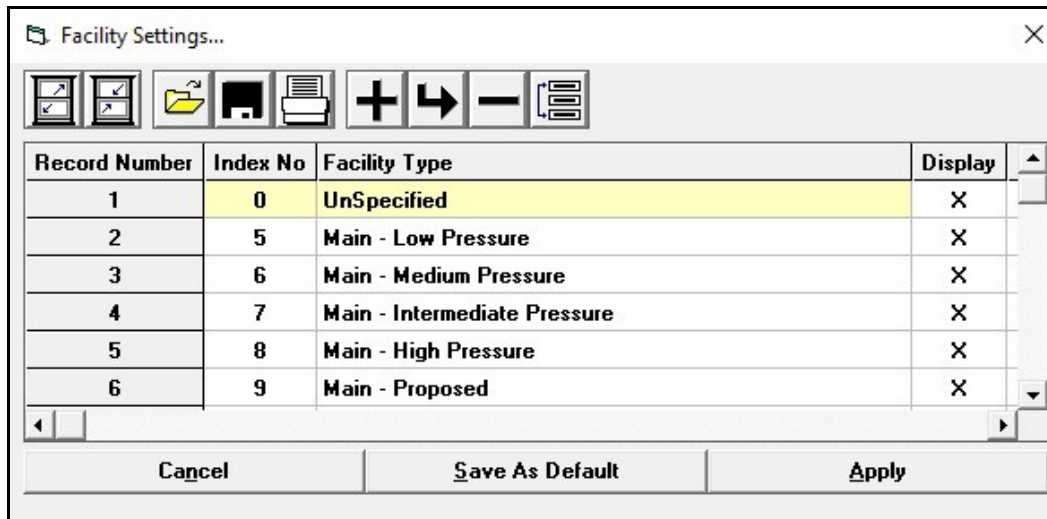 Facility Settings...
Record Number Index No Facility Type Display
1 0 UnSpecified X
2 5 Main - Low Pressure X
3 6 Main - Medium Pressure X
4 7 Main - Intermediate Pressure X
5 8 Main - High Pressure X
6 9 Main - Proposed X
Cancel Save As Default Apply